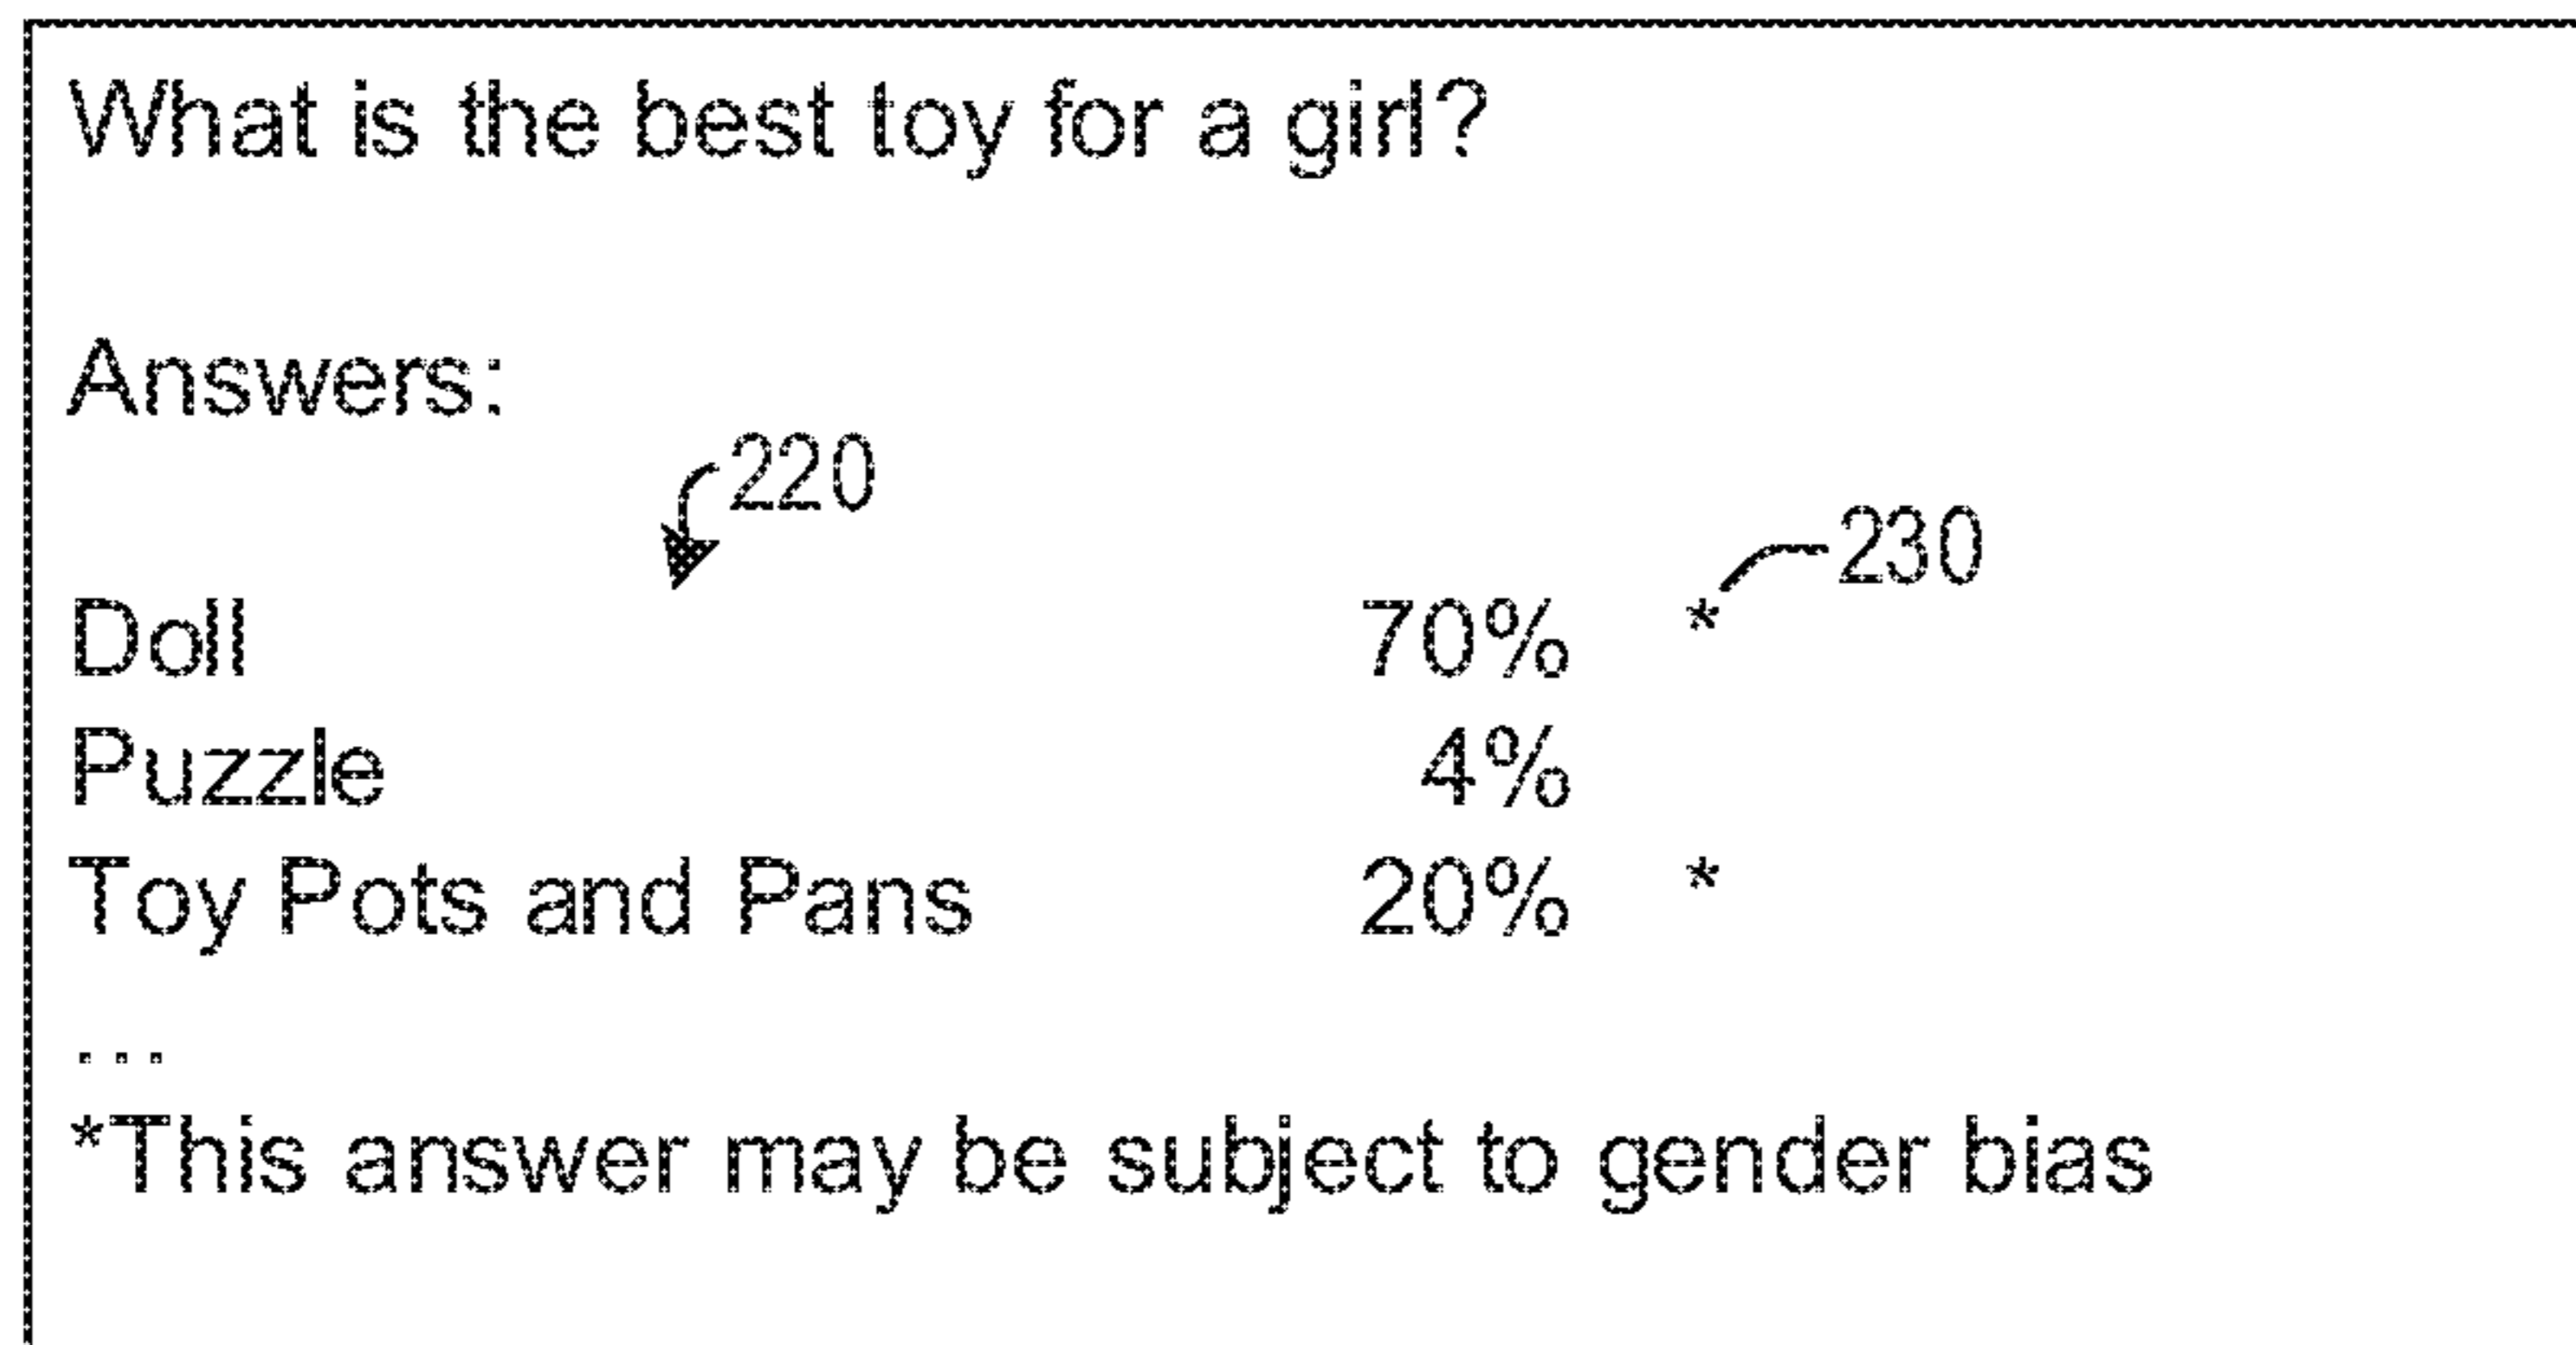 What is the best toy for a girl?
Answers:
220
230
Doll 70% *
Puzzle 4%
Toy Pots and Pans 20% *
...
*This answer may be subject to gender bias